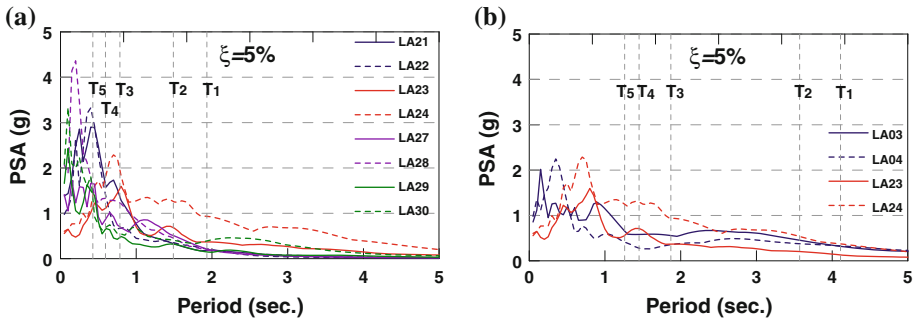 (a)
ξ=5%
PSA (g)
5
4
3
2
1
0
T5
T4
T3
T2
T1
LA21
LA22
LA23
LA24
LA27
LA28
LA29
LA30
0 1 2 3 4 5
Period (sec.)
(b)
ξ=5%
PSA (g)
5
4
3
2
1
0
T5 T4 T3 T2 T1
LA03
LA04
LA23
LA24
0 1 2 3 4 5
Period (sec.)